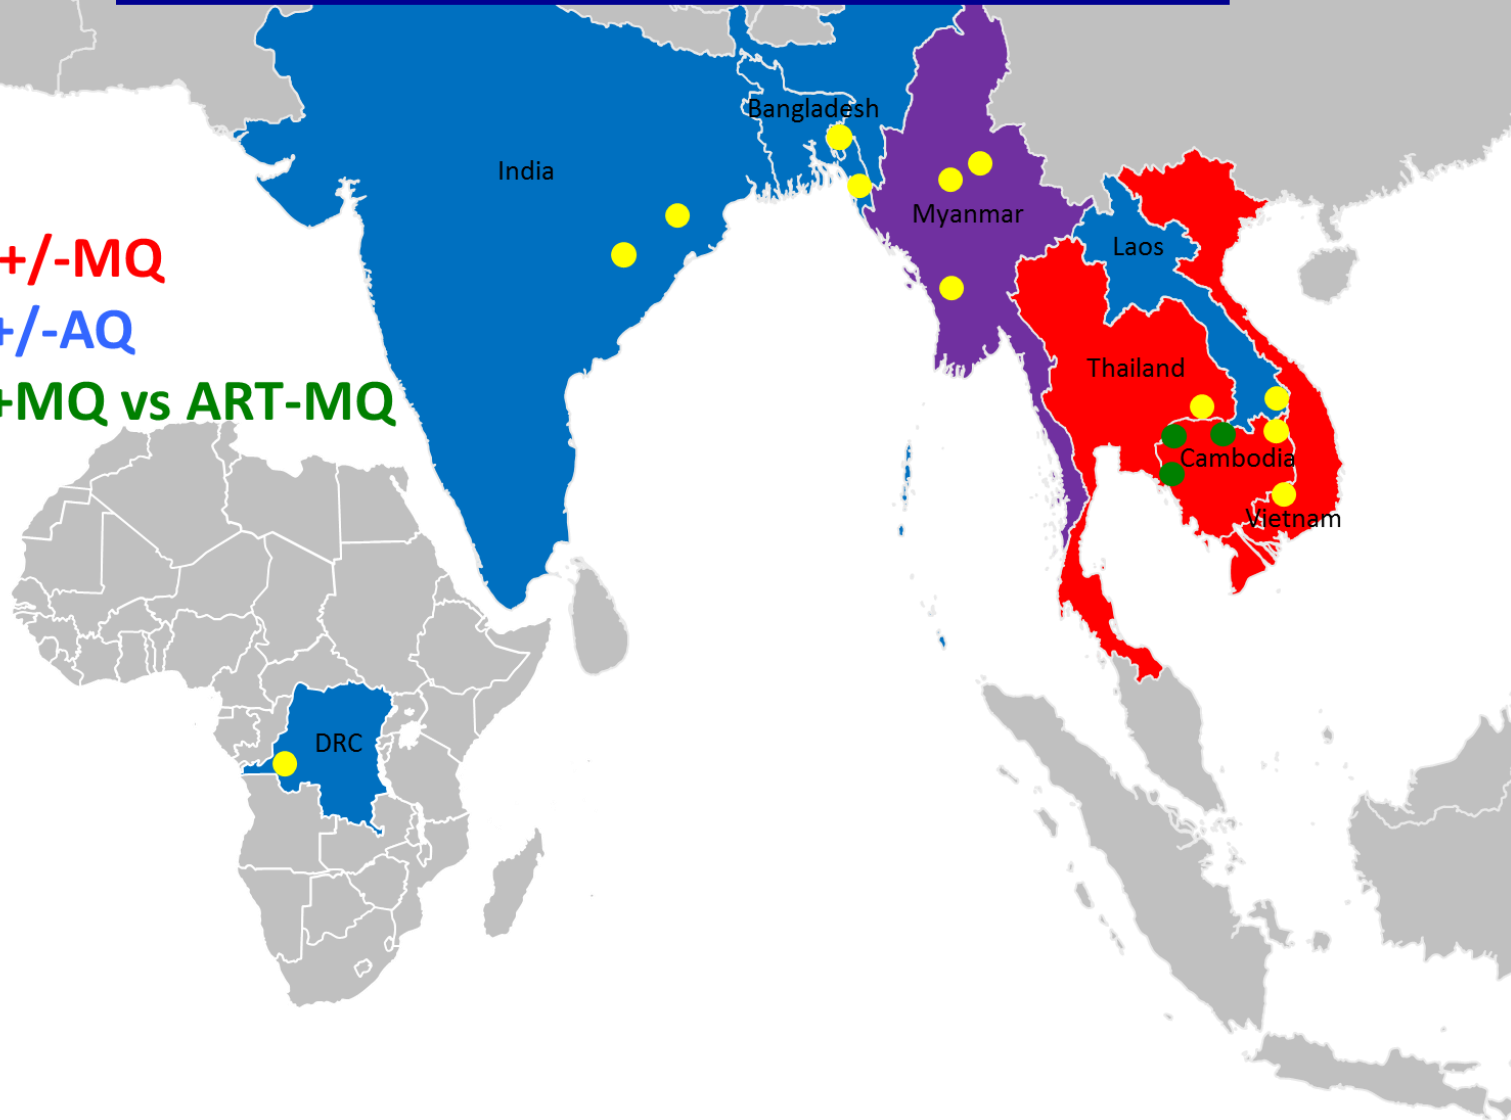 Bangladesh
India
Myanmar
Laos
+/-MQ
+/-AQ
Thailand
+MQ vs ART-MQ
Cambodia
Vietnam
DRC